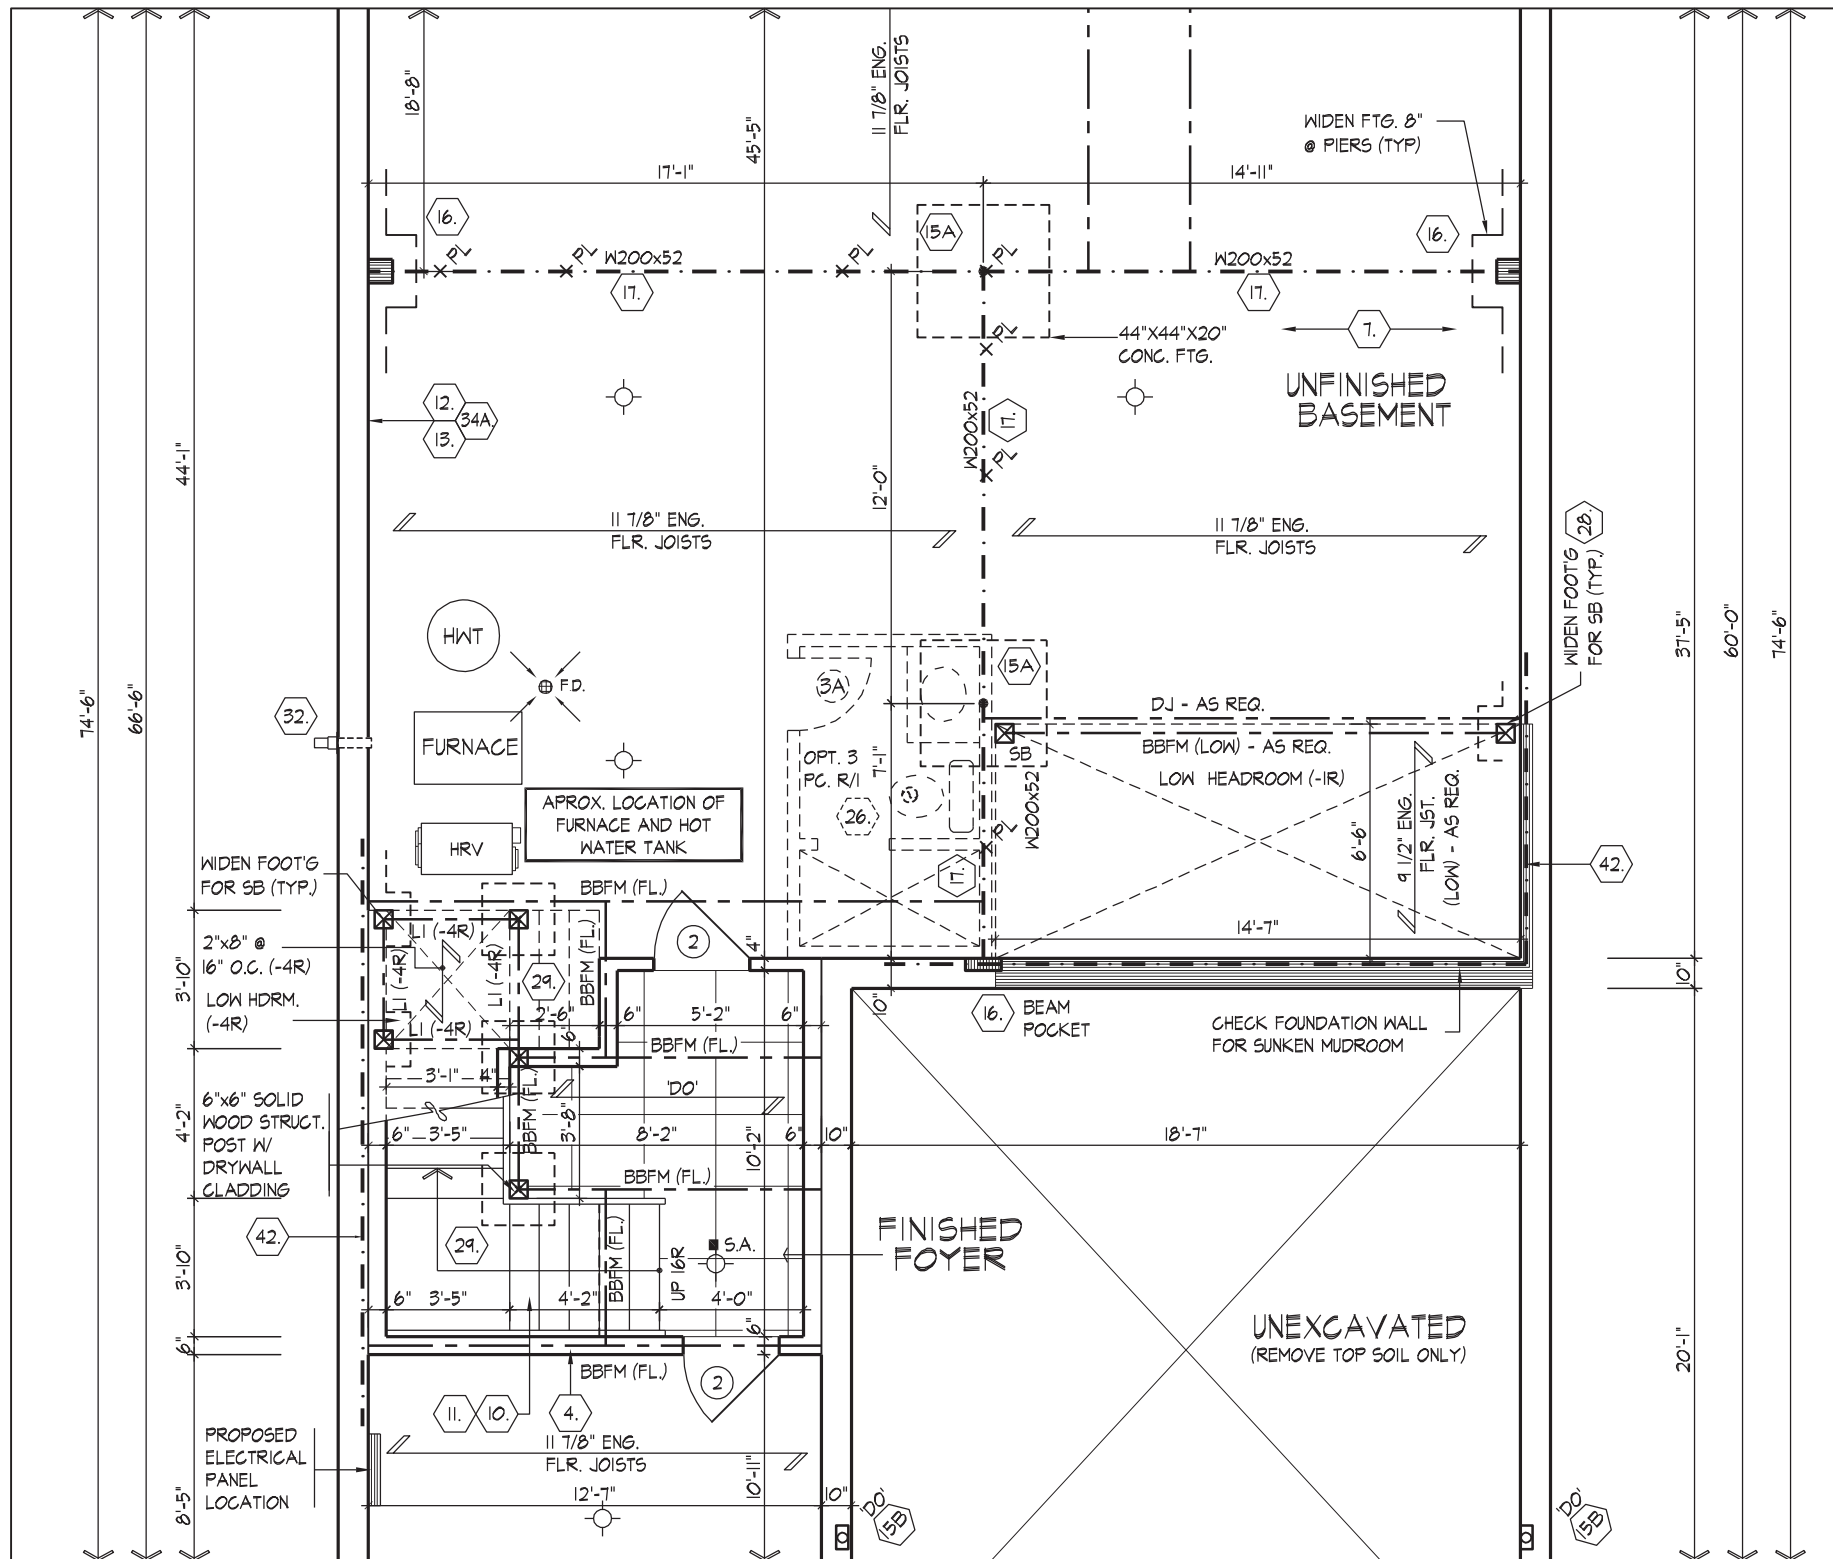 18'-8"
45'-5"
11 7/8" ENG.
FLR. JOISTS
WIDEN FTG. 8"
@ PIERS (TYP)
17'-1"
14'-11"
16.
15A
16.
PL
PL
PL
PL
W200x52
W200x52
17.
17.
7.
PL
44"X44"X20"
CONC. FTG.
UNFINISHED
BASEMENT
12.
34A.
13.
W200x52
17.
PL
44'-1"
12'-0"
11 7/8" ENG.
FLR. JOISTS
11 7/8" ENG.
FLR. JOISTS
28.
WIDEN FOOT'G
FOR SB (TYP.)
HWT
F.D.
3A
15A
37'-5"
60'-0"
74'-6"
74'-6"
66'-6"
32.
FURNACE
DJ - AS REQ.
BBFM (LOW) - AS REQ.
LOW HEADROOM (-1R)
SB
OPT. 3
PC. R/I
7'-1"
W200x52
26.
PL
17.
APROX. LOCATION OF
FURNACE AND HOT
WATER TANK
HRV
6'-6"
9 1/2" ENG.
FLR. JST.
(LOW) - AS REQ.
42.
14'-7"
WIDEN FOOT'G
FOR SB (TYP.)
BBFM (FL.)
2"x8" @
16" O.C. (-4R)
LOW HDRM.
(-4R)
L1 (-4R)
L1 (-4R)
L1 (-4R)
L1 (-4R)
29.
BBFM (FL.)
2
4"
3'-10"
10"
10"
2'-6"
6"
6"
5'-2"
6"
BBFM (FL.)
16.
BEAM
POCKET
CHECK FOUNDATION WALL
FOR SUNKEN MUDROOM
3'-1"
4"
'DO'
6"x6" SOLID
WOOD STRUCT.
POST W/
DRYWALL
CLADDING
4'-2"
BBFM (FL.)
3'-8"
6"
3'-5"
8'-2"
10'-2"
6"
10"
18'-7"
BBFM (FL.)
42.
29.
3'-10"
BBFM (FL.)
UP 16R
S.A.
FINISHED
FOYER
6"
3'-5"
4'-2"
4'-0"
6"
6"
BBFM (FL.)
2
UNEXCAVATED
(REMOVE TOP SOIL ONLY)
20'-1"
11.
10.
4.
PROPOSED
ELECTRICAL
PANEL
LOCATION
11 7/8" ENG.
FLR. JOISTS
8'-5"
12'-7"
10'-11"
10"
'DO'
15B
'DO'
15B